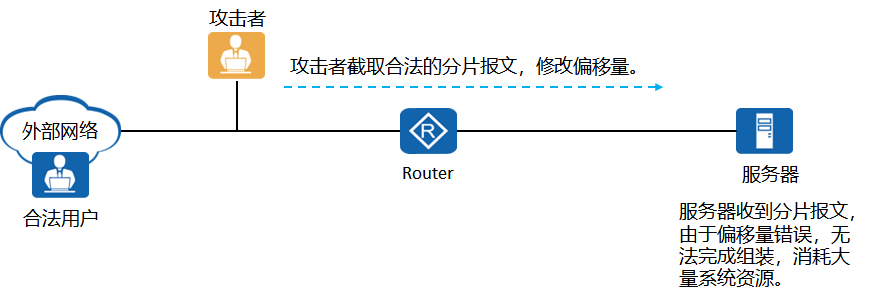 攻击者
攻击者截取合法的分片报文，修改偏移量。
外部网络
R
Router
服务器
合法用户
服务器收到分片报文，
由于偏移量错误，无
法完成组装，消耗大
量系统资源。